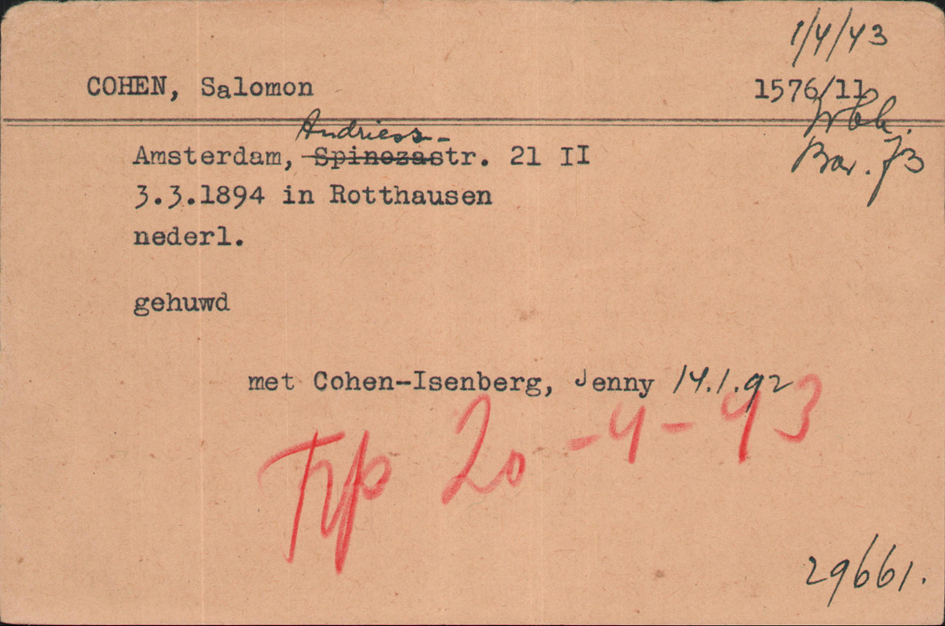 1/4/43
COHEN, Salomon 1576/11
Wbk.
Andriess-
Amsterdam, Spinozastr. 21 II
Bar. 73
3.3.1894 in Rotthausen
nederl.
gehuwd
met Cohen-Isenberg, Jenny 14.1.92
Trp 20-4-43
29661.